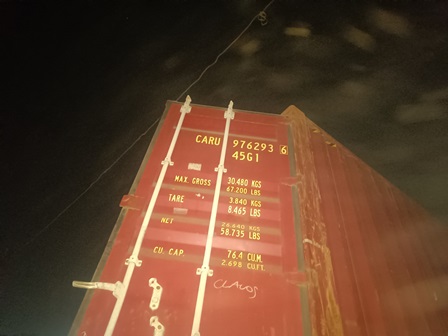 CARU 976293 6
45G1
MAX. GROSS 30.480 KGS
67.200 LBS
TARE 3.840 KGS
8.465 LBS
NET 26.640 KGS
58.735 LBS
CU. CAP. 76.4 CU.M.
2.698 CU.FT.